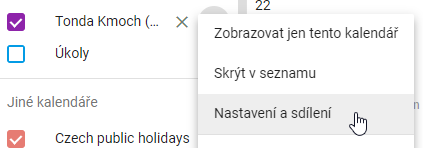 22
Tonda Kmoch (...
Zobrazovat jen tento kalendář
Úkoly
Skrýt v seznamu
Jiné kalendáře
Nastavení a sdílení
n
Czech public holidays